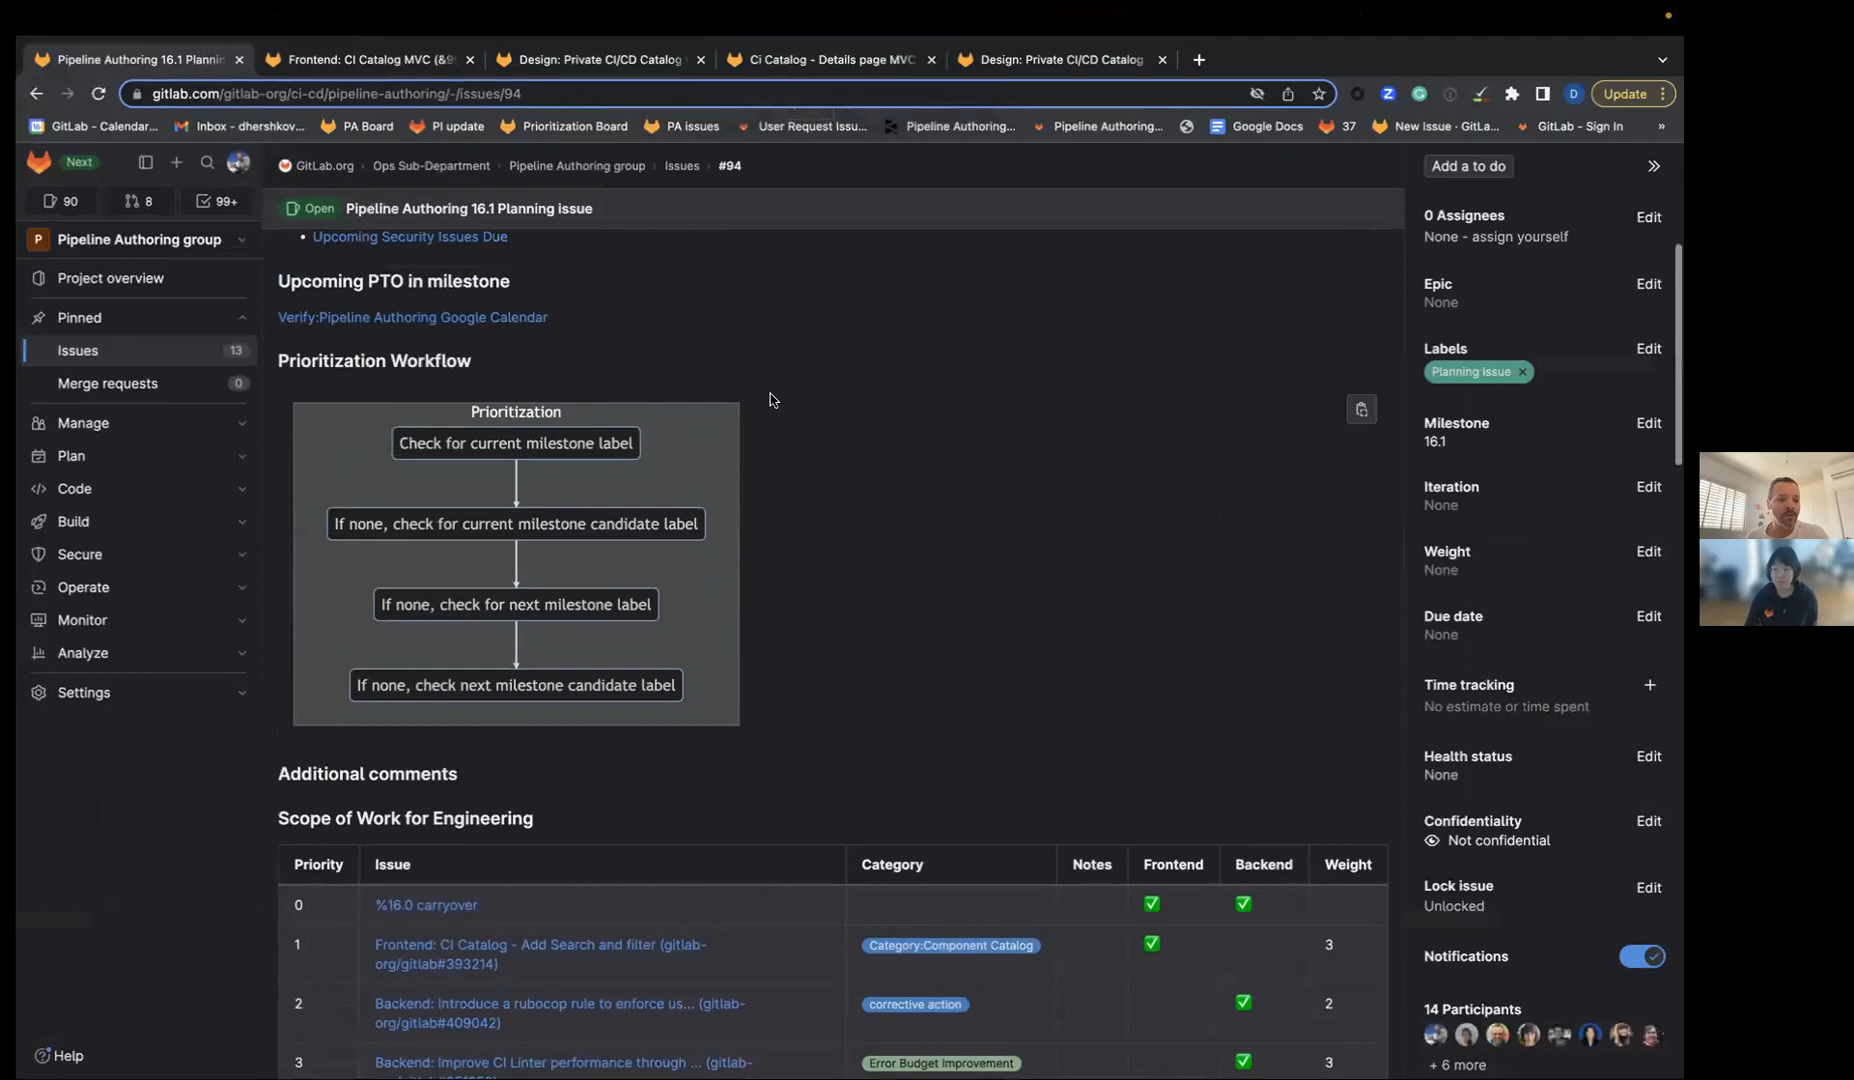 Pipeline Authoring 16.1 Plannin
Frontend: CI Catalog MVC (&9
Design: Private CI/CD Catalog
Ci Catalog - Details page MVC
Design: Private CI/CD Catalog
gitlab.com/gitlab-org/ci-cd/pipeline-authoring/-/issues/94
D
Update
GitLab - Calendar...
Inbox - dhershkov...
PA Board
PI update
Prioritization Board
PA issues
User Request Issu...
Pipeline Authoring...
Pipeline Authoring...
Google Docs
37
New Issue · GitLa...
GitLab - Sign In
»
Next
90
8
99+
P Pipeline Authoring group
Project overview
Pinned
Issues 13
Merge requests 0
Manage
Plan
Code
Build
Secure
Operate
Monitor
Analyze
Settings
Help
GitLab.org
Ops Sub-Department
Pipeline Authoring group
Issues
#94
Open Pipeline Authoring 16.1 Planning issue
Upcoming Security Issues Due
Upcoming PTO in milestone
Verify:Pipeline Authoring Google Calendar
Prioritization Workflow
Prioritization
Check for current milestone label
If none, check for current milestone candidate label
If none, check for next milestone label
If none, check next milestone candidate label
Additional comments
Scope of Work for Engineering
Priority Issue Category Notes Frontend Backend Weight
0 %16.0 carryover ✅ ✅
1 Frontend: CI Catalog - Add Search and filter (gitlab-
org/gitlab#393214) Category:Component Catalog ✅ 3
2 Backend: Introduce a rubocop rule to enforce us... (gitlab-
org/gitlab#409042) corrective action ✅ 2
3 Backend: Improve CI Linter performance through ... (gitlab-
Error Budget Improvement ✅ 3
Add a to do
0 Assignees Edit
None - assign yourself
Epic Edit
None
Labels Edit
Planning Issue
Milestone Edit
16.1
Iteration Edit
None
Weight Edit
None
Due date Edit
None
Time tracking +
No estimate or time spent
Health status Edit
None
Confidentiality Edit
Not confidential
Lock issue Edit
Unlocked
Notifications
14 Participants
+ 6 more